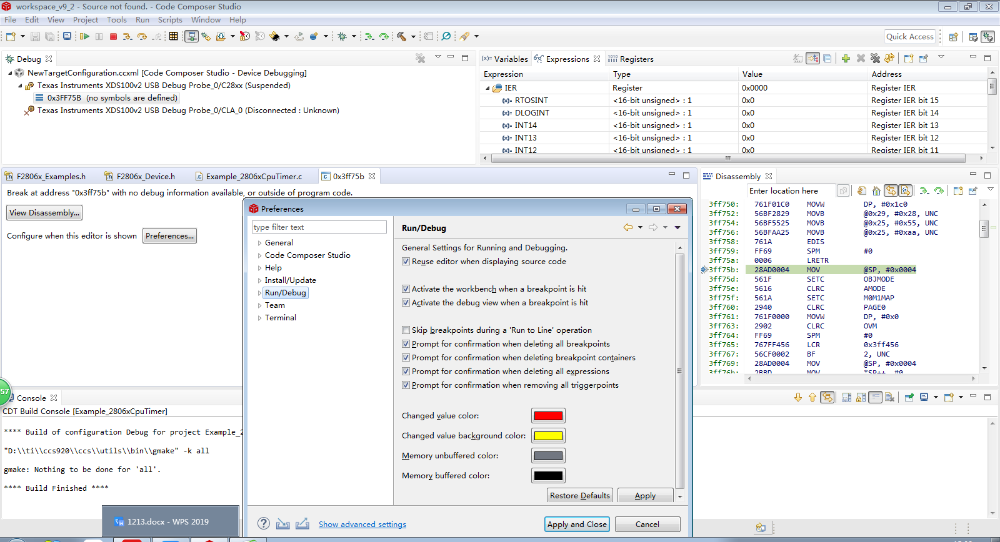 workspace_v9_2 - Source not found. - Code Composer Studio
File Edit View Project Tools Run Scripts Window Help
Quick Access
Debug
NewTargetConfiguration.ccxml [Code Composer Studio - Device Debugging]
Texas Instruments XDS100v2 USB Debug Probe_0/C28xx (Suspended)
0x3FF75B (no symbols are defined)
Texas Instruments XDS100v2 USB Debug Probe_0/CLA_0 (Disconnected : Unknown)
(x)= Variables Expressions Registers
Expression Type Value Address
IER Register 0x0000 Register IER
(x)= RTOSINT <16-bit unsigned> : 1 0x0 Register IER bit 15
(x)= DLOGINT <16-bit unsigned> : 1 0x0 Register IER bit 14
(x)= INT14 <16-bit unsigned> : 1 0x0 Register IER bit 13
(x)= INT13 <16-bit unsigned> : 1 0x0 Register IER bit 12
(x)= INT12 <16-bit unsigned> : 1 0x0 Register IER bit 11
F2806x_Examples.h F2806x_Device.h Example_2806xCpuTimer.c 0x3ff75b
Break at address "0x3ff75b" with no debug information available, or outside of program code.
View Disassembly...
Configure when this editor is shown Preferences...
Disassembly
Enter location here
3ff750: 761F01C0 MOVW DP, #0x1c0
3ff752: 56BF2829 MOVB @0x29, #0x28, UNC
3ff754: 56BF5525 MOVB @0x25, #0x55, UNC
3ff756: 56BFAA25 MOVB @0x25, #0xaa, UNC
3ff758: 761A EDIS
3ff759: FF69 SPM #0
3ff75a: 0006 LRETR
3ff75b: 28AD0004 MOV @SP, #0x0004
3ff75d: 561F SETC OBJMODE
3ff75e: 5616 CLRC AMODE
3ff75f: 561A SETC M0M1MAP
3ff760: 2940 CLRC PAGE0
3ff761: 761F0000 MOVW DP, #0x0
3ff763: 2902 CLRC OVM
3ff764: FF69 SPM #0
3ff765: 767FF456 LCR 0x3ff456
3ff767: 56CF0002 BF 2, UNC
3ff769: 28AD0004 MOV @SP, #0x0004
3ff76b: 2BBD MOV *SP++, #0
Preferences
type filter text
General
Code Composer Studio
Help
Install/Update
Run/Debug
Team
Terminal
Run/Debug
General Settings for Running and Debugging.
Reuse editor when displaying source code
Activate the workbench when a breakpoint is hit
Activate the debug view when a breakpoint is hit
Skip breakpoints during a 'Run to Line' operation
Prompt for confirmation when deleting all breakpoints
Prompt for confirmation when deleting breakpoint containers
Prompt for confirmation when deleting all expressions
Prompt for confirmation when removing all triggerpoints
Changed value color:
Changed value background color:
Memory unbuffered color:
Memory buffered color:
Restore Defaults Apply
Show advanced settings Apply and Close Cancel
57
Console
CDT Build Console [Example_2806xCpuTimer]
**** Build of configuration Debug for project Example_2
"D:\\ti\\ccs920\\ccs\\utils\\bin\\gmake" -k all
gmake: Nothing to be done for 'all'.
**** Build Finished ****
1213.docx - WPS 2019